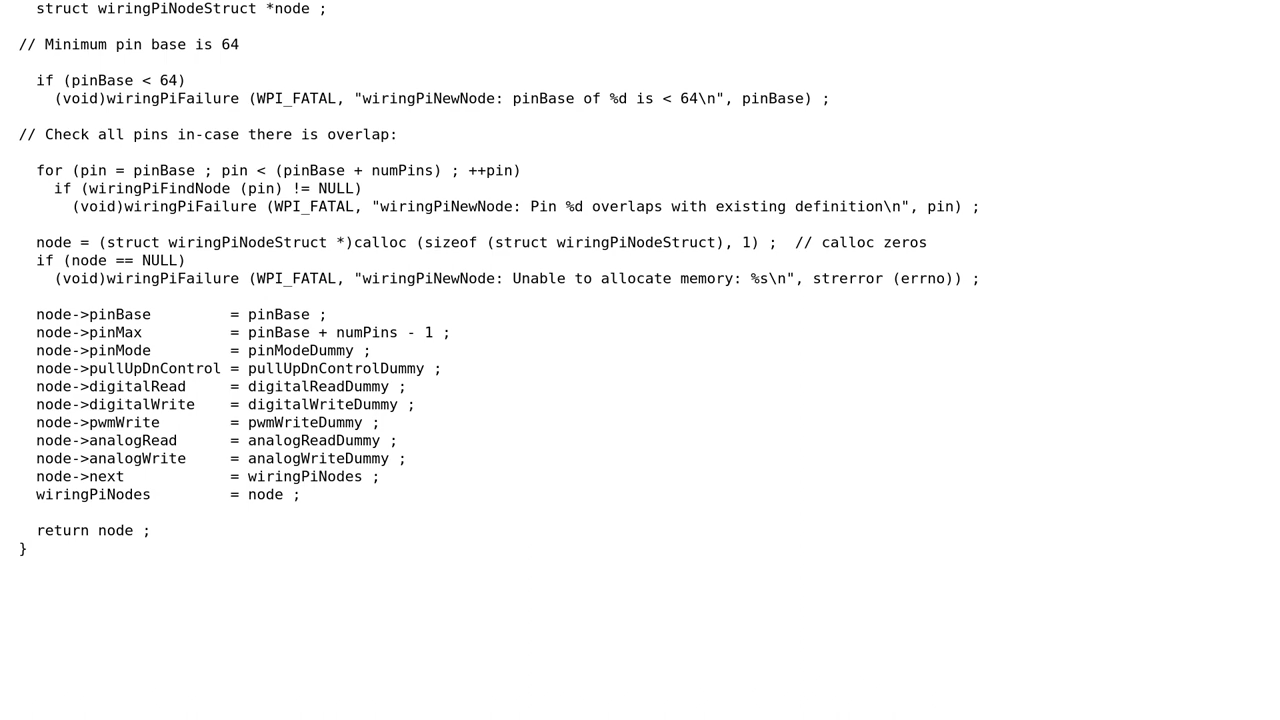 struct wiringPiNodeStruct *node ;
// Minimum pin base is 64
if (pinBase < 64)
(void)wiringPiFailure (WPI_FATAL, "wiringPiNewNode: pinBase of %d is < 64\n", pinBase) ;
// Check all pins in-case there is overlap:
for (pin = pinBase ; pin < (pinBase + numPins) ; ++pin)
if (wiringPiFindNode (pin) != NULL)
(void)wiringPiFailure (WPI_FATAL, "wiringPiNewNode: Pin %d overlaps with existing definition\n", pin) ;
node = (struct wiringPiNodeStruct *)calloc (sizeof (struct wiringPiNodeStruct), 1) ;  // calloc zeros
if (node == NULL)
(void)wiringPiFailure (WPI_FATAL, "wiringPiNewNode: Unable to allocate memory: %s\n", strerror (errno)) ;
node->pinBase         = pinBase ;
node->pinMax          = pinBase + numPins - 1 ;
node->pinMode         = pinModeDummy ;
node->pullUpDnControl = pullUpDnControlDummy ;
node->digitalRead     = digitalReadDummy ;
node->digitalWrite    = digitalWriteDummy ;
node->pwmWrite        = pwmWriteDummy ;
node->analogRead      = analogReadDummy ;
node->analogWrite     = analogWriteDummy ;
node->next            = wiringPiNodes ;
wiringPiNodes         = node ;
return node ;
}